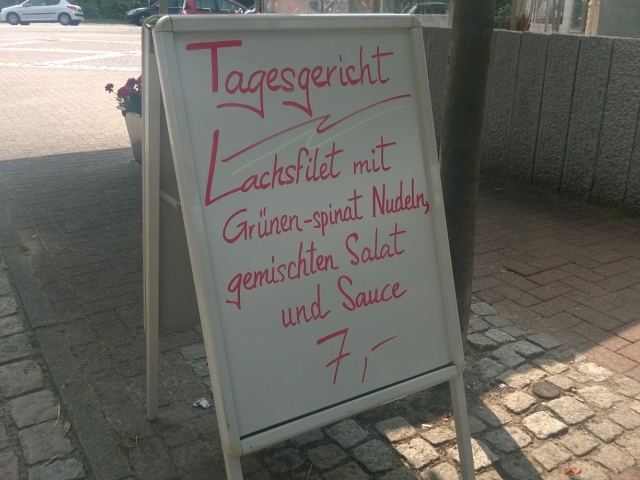 Tagesgericht
Lachsfilet mit
Grünen-spinat Nudeln,
gemischten Salat
und Sauce
7,-